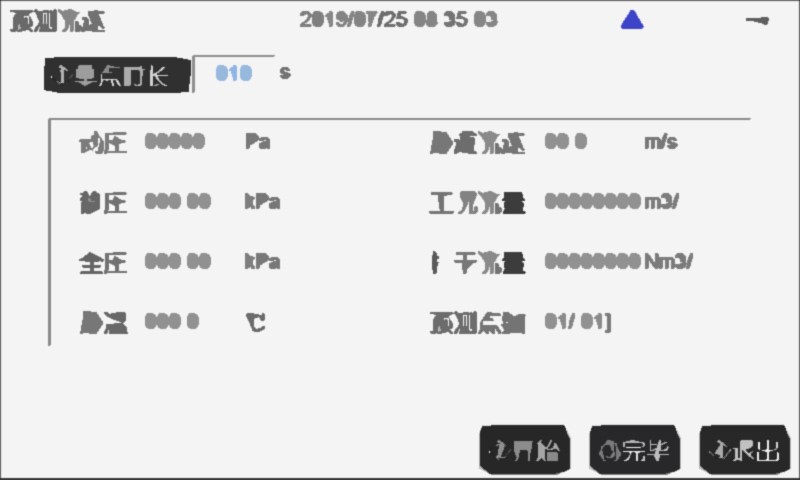 预测流速 2019/07/25 08 35 03
单点时长 010 s
动压 00000 Pa 烟道流速 00 0 m/s
静压 000 00 kPa 工况流量 00000000 m3/
全压 000 00 kPa 标干流量 00000000 Nm3/
烟温 000 0 ℃ 预测点数 01/ 01]
开始 完毕 退出